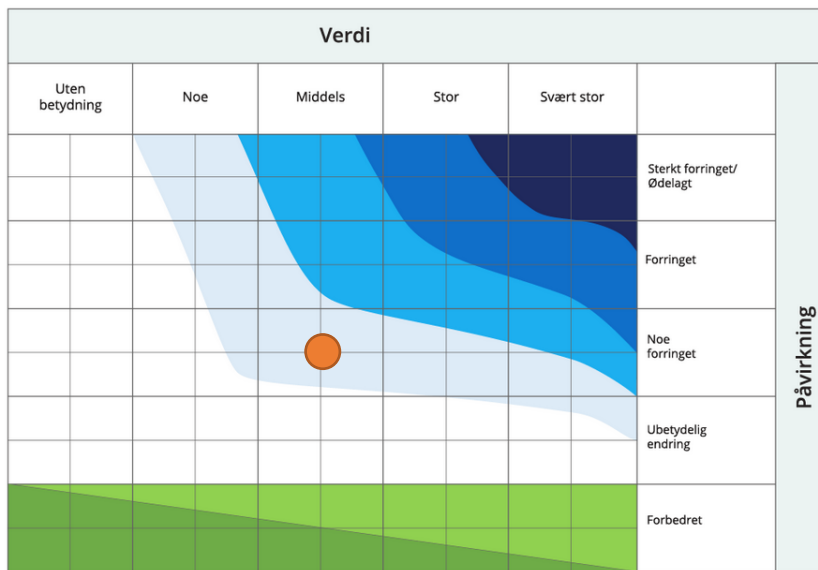 Verdi
Uten
betydning
Noe
Middels
Stor
Svært stor
Sterkt forringet/
Ødelagt
Forringet
Noe
forringet
Ubetydelig
endring
Forbedret
Påvirkning